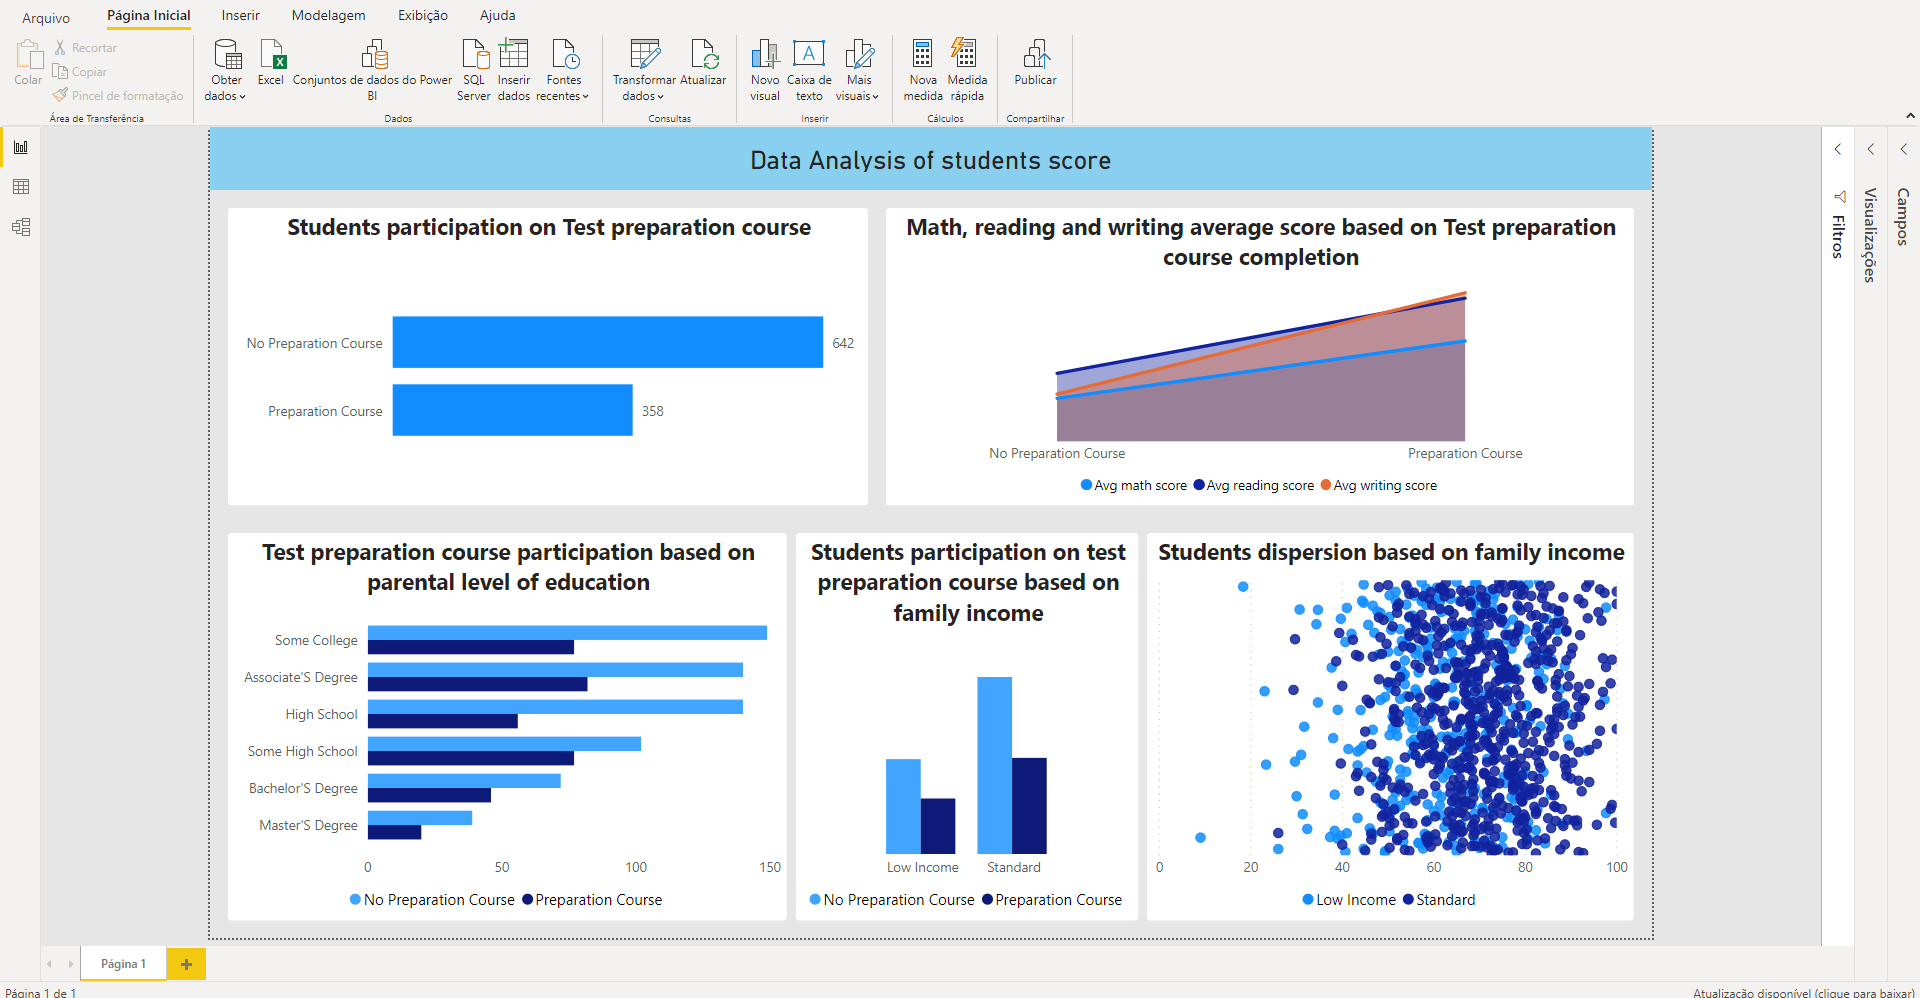 Arquivo
Página Inicial
Inserir
Modelagem
Exibição
Ajuda
Colar
Recortar
Copiar
Pincel de formatação
Área de Transferência
Obter
dados
Excel
Conjuntos de dados do Power
BI
SQL
Server
Inserir
dados
Fontes
recentes
Dados
Transformar
dados
Atualizar
Consultas
Novo
visual
Caixa de
texto
Mais
visuais
Inserir
Nova
medida
Medida
rápida
Cálculos
Publicar
Compartilhar
Data Analysis of students score
Students participation on Test preparation course
No Preparation Course
642
Preparation Course
358
Math, reading and writing average score based on Test preparation
course completion
No Preparation Course
Preparation Course
Avg math score
Avg reading score
Avg writing score
Test preparation course participation based on
parental level of education
Some College
Associate'S Degree
High School
Some High School
Bachelor'S Degree
Master'S Degree
0
50
100
150
No Preparation Course
Preparation Course
Students participation on test
preparation course based on
family income
Low Income
Standard
No Preparation Course
Preparation Course
Students dispersion based on family income
0
20
40
60
80
100
Low Income
Standard
Filtros
Visualizações
Campos
Página 1
Página 1 de 1
Atualização disponível (clique para baixar)